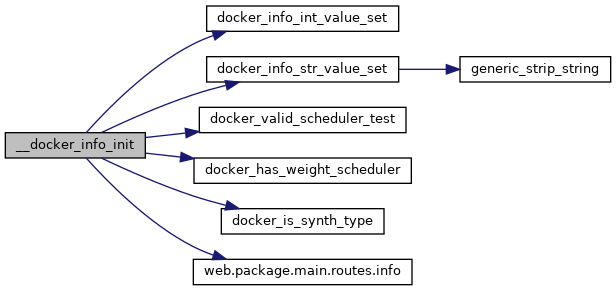 docker_info_int_value_set
docker_info_str_value_set
generic_strip_string
docker_valid_scheduler_test
__docker_info_init
docker_has_weight_scheduler
docker_is_synth_type
web.package.main.routes.info